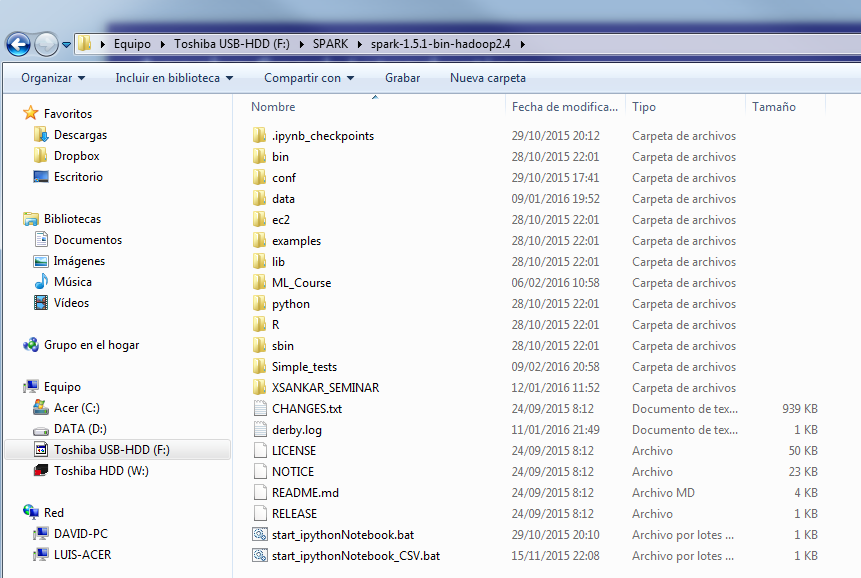 Equipo Toshiba USB-HDD (F:) SPARK spark-1.5.1-bin-hadoop2.4
Organizar Incluir en biblioteca Compartir con Grabar Nueva carpeta
Favoritos
Descargas
Dropbox
Escritorio
Bibliotecas
Documentos
Imágenes
Música
Vídeos
Grupo en el hogar
Equipo
Acer (C:)
DATA (D:)
Toshiba USB-HDD (F:)
Toshiba HDD (W:)
Red
DAVID-PC
LUIS-ACER
Nombre Fecha de modifica... Tipo Tamaño
.ipynb_checkpoints 29/10/2015 20:12 Carpeta de archivos
bin 28/10/2015 22:01 Carpeta de archivos
conf 29/10/2015 17:41 Carpeta de archivos
data 09/01/2016 19:52 Carpeta de archivos
ec2 28/10/2015 22:01 Carpeta de archivos
examples 28/10/2015 22:01 Carpeta de archivos
lib 28/10/2015 22:01 Carpeta de archivos
ML_Course 06/02/2016 10:58 Carpeta de archivos
python 28/10/2015 22:01 Carpeta de archivos
R 28/10/2015 22:01 Carpeta de archivos
sbin 28/10/2015 22:01 Carpeta de archivos
Simple_tests 09/02/2016 20:58 Carpeta de archivos
XSANKAR_SEMINAR 12/01/2016 11:52 Carpeta de archivos
CHANGES.txt 24/09/2015 8:12 Documento de tex... 939 KB
derby.log 11/01/2016 21:49 Documento de tex... 1 KB
LICENSE 24/09/2015 8:12 Archivo 50 KB
NOTICE 24/09/2015 8:12 Archivo 23 KB
README.md 24/09/2015 8:12 Archivo MD 4 KB
RELEASE 24/09/2015 8:12 Archivo 1 KB
start_ipythonNotebook.bat 29/10/2015 20:10 Archivo por lotes ... 1 KB
start_ipythonNotebook_CSV.bat 15/11/2015 22:08 Archivo por lotes ... 1 KB